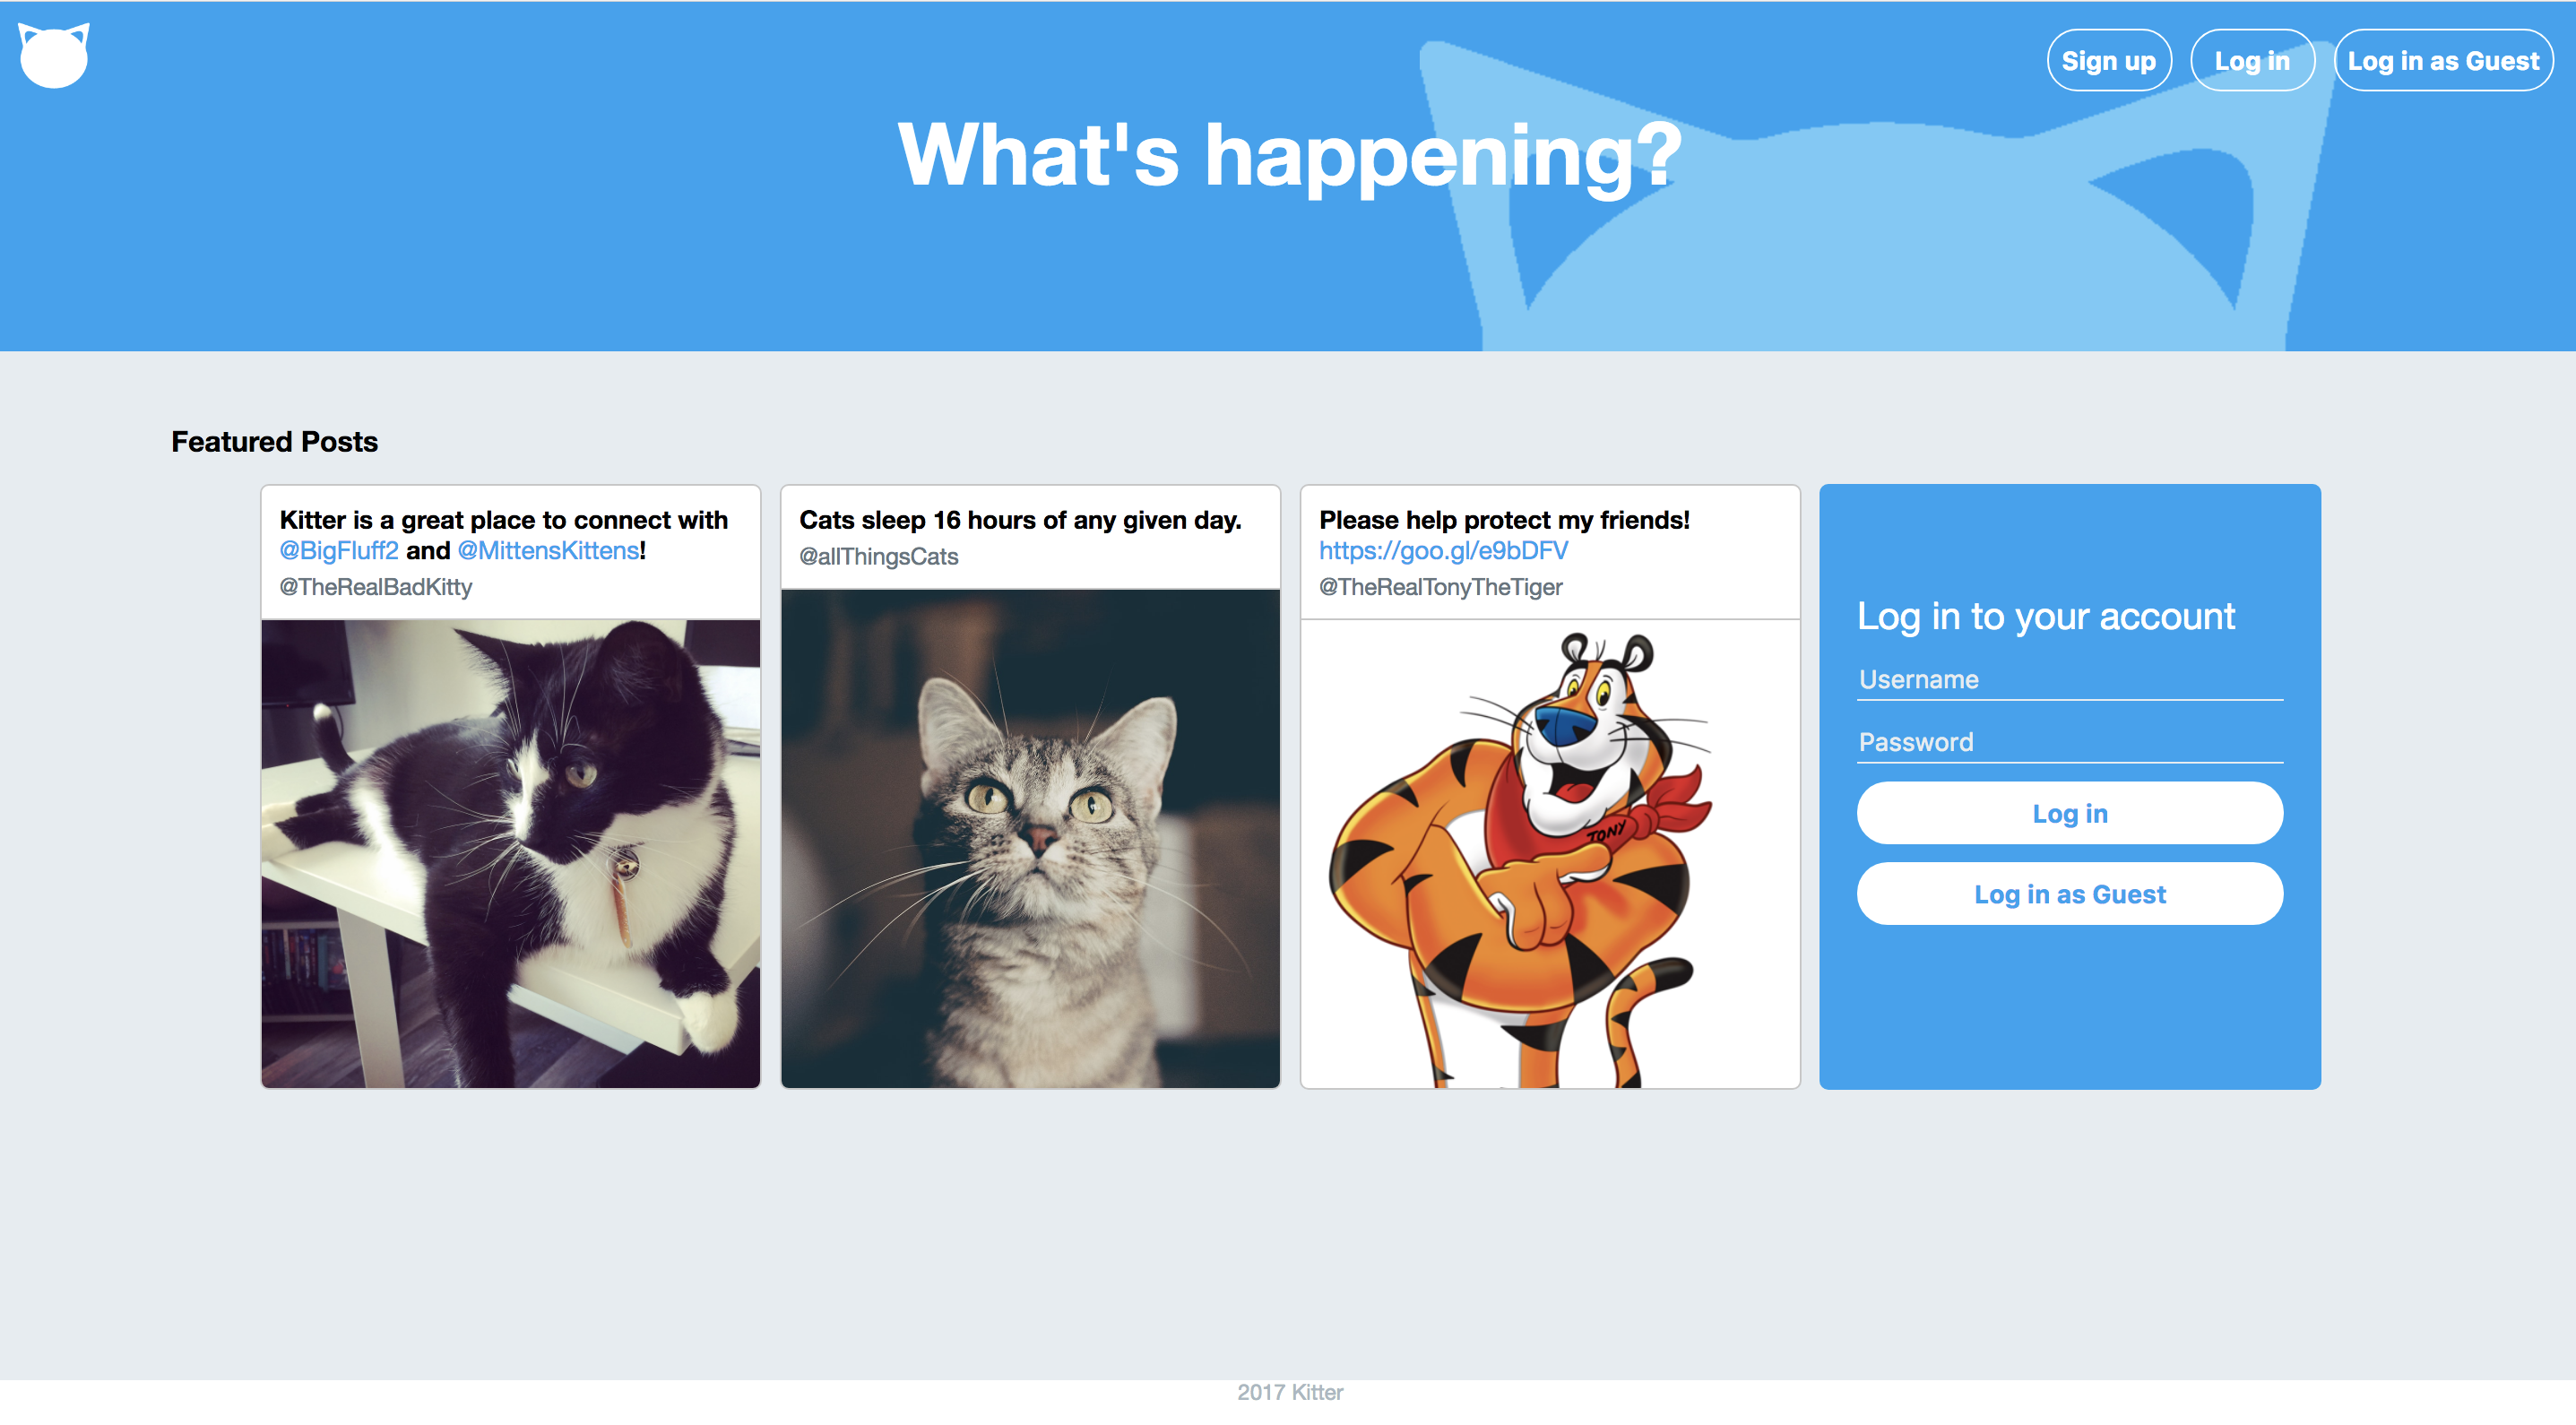 Sign up
Log in
Log in as Guest
What's happening?
Featured Posts
Kitter is a great place to connect with
@BigFluff2 and @MittensKittens!
@TheRealBadKitty
Cats sleep 16 hours of any given day.
@allThingsCats
Please help protect my friends!
https://goo.gl/e9bDFV
@TheRealTonyTheTiger
TONY
Log in to your account
Username
Password
Log in
Log in as Guest
2017 Kitter